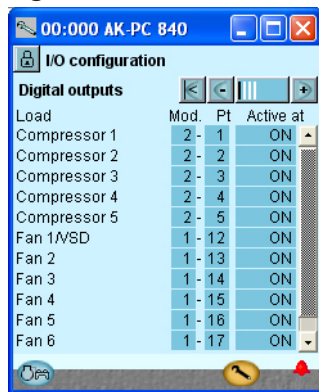 00:000 AK-PC 840
I/O configuration
Digital outputs
Load Mod. Pt Active at
Compressor 1 2 - 1 ON
Compressor 2 2 - 2 ON
Compressor 3 2 - 3 ON
Compressor 4 2 - 4 ON
Compressor 5 2 - 5 ON
Fan 1/VSD 1 - 12 ON
Fan 2 1 - 13 ON
Fan 3 1 - 14 ON
Fan 4 1 - 15 ON
Fan 5 1 - 16 ON
Fan 6 1 - 17 ON